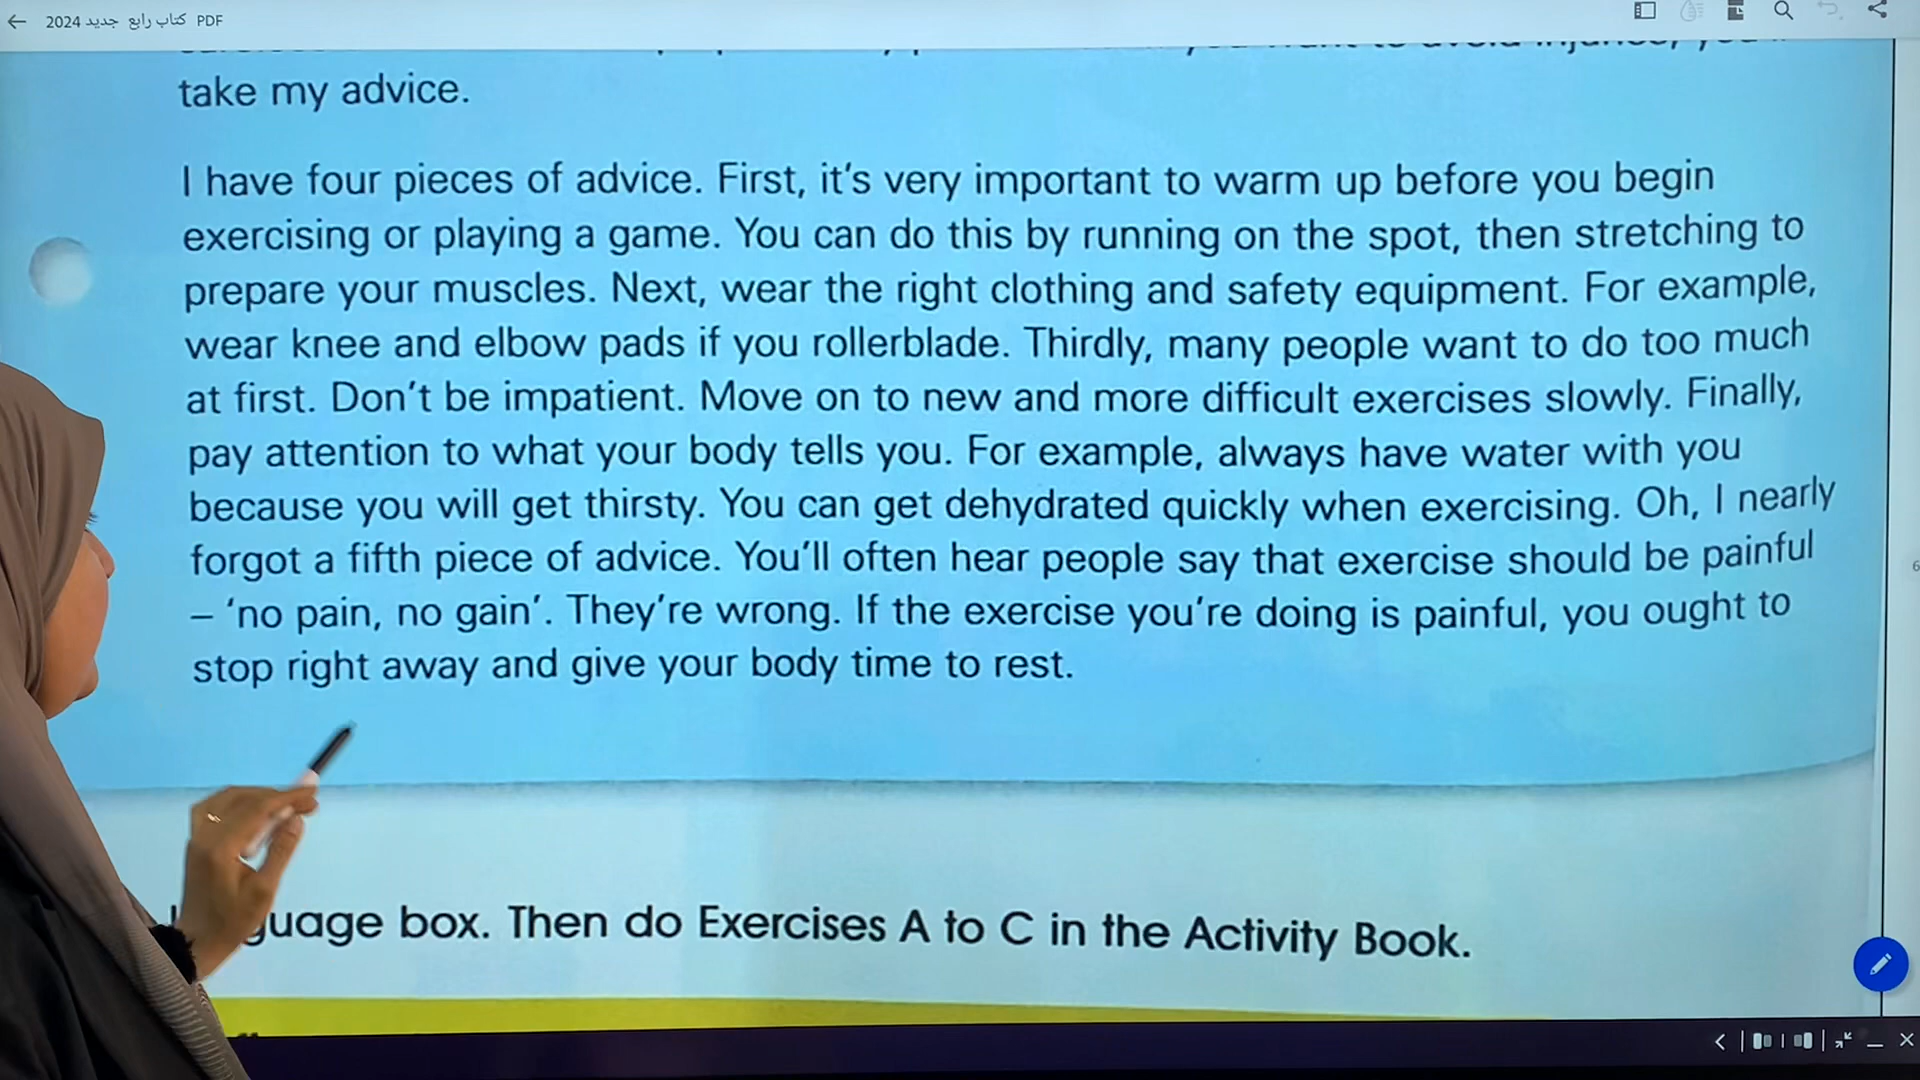 كتاب رابع جديد 2024 PDF
take my advice.
I have four pieces of advice. First, it's very important to warm up before you begin
exercising or playing a game. You can do this by running on the spot, then stretching to
prepare your muscles. Next, wear the right clothing and safety equipment. For example,
wear knee and elbow pads if you rollerblade. Thirdly, many people want to do too much
at first. Don't be impatient. Move on to new and more difficult exercises slowly. Finally,
pay attention to what your body tells you. For example, always have water with you
because you will get thirsty. You can get dehydrated quickly when exercising. Oh, I nearly
forgot a fifth piece of advice. You'll often hear people say that exercise should be painful
– 'no pain, no gain'. They're wrong. If the exercise you're doing is painful, you ought to
stop right away and give your body time to rest.
guage box. Then do Exercises A to C in the Activity Book.